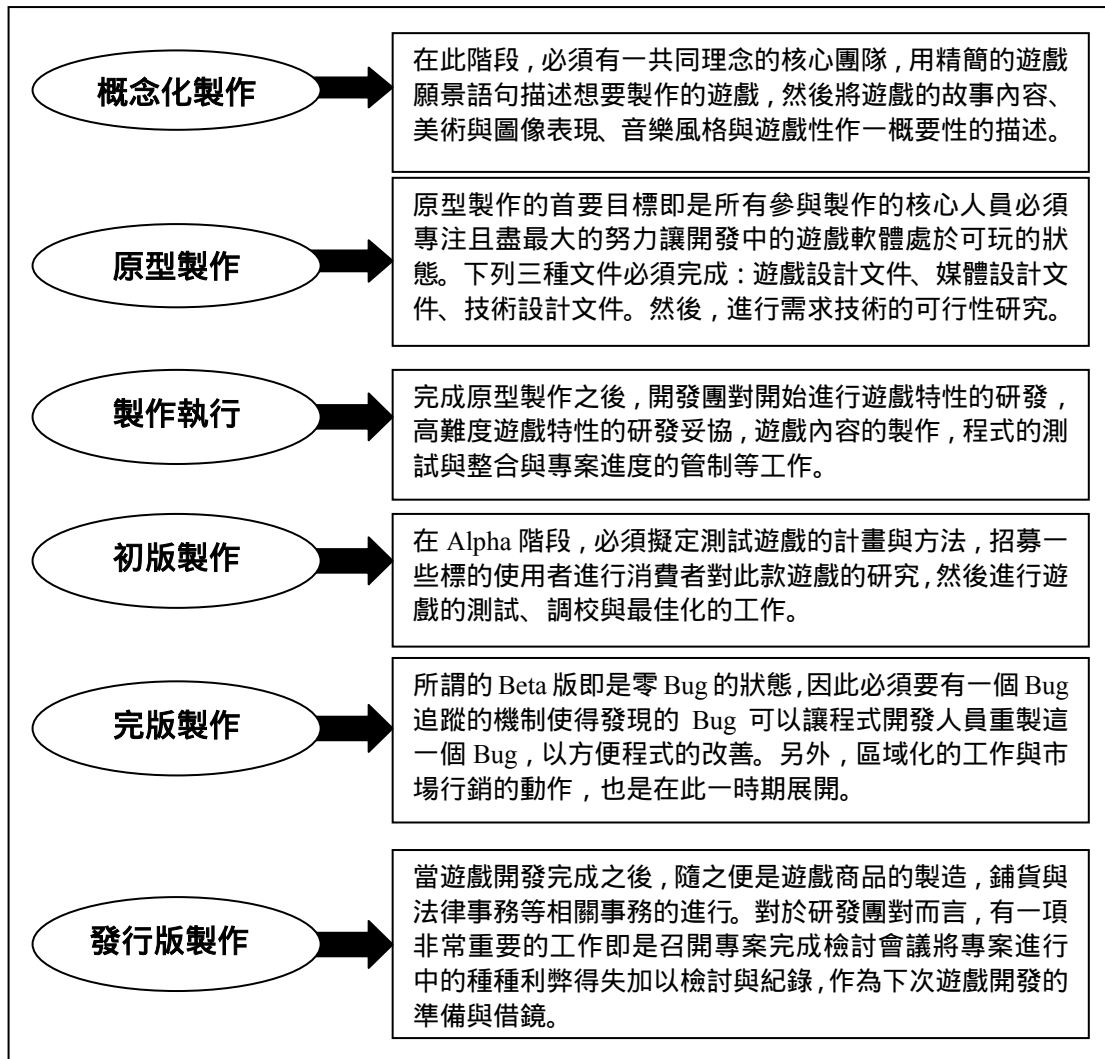 概念化製作
在此階段，必須有一共同理念的核心團隊，用精簡的遊戲
願景語句描述想要製作的遊戲，然後將遊戲的故事內容、
美術與圖像表現、音樂風格與遊戲性作一概要性的描述。
原型製作
原型製作的首要目標即是所有參與製作的核心人員必須
專注且盡最大的努力讓開發中的遊戲軟體處於可玩的狀
態。下列三種文件必須完成：遊戲設計文件、媒體設計文
件、技術設計文件。然後，進行需求技術的可行性研究。
製作執行
完成原型製作之後，開發團對開始進行遊戲特性的研發，
高難度遊戲特性的研發妥協，遊戲內容的製作，程式的測
試與整合與專案進度的管制等工作。
初版製作
在 Alpha 階段，必須擬定測試遊戲的計畫與方法，招募一
些標的使用者進行消費者對此款遊戲的研究，然後進行遊
戲的測試、調校與最佳化的工作。
完版製作
所謂的 Beta 版即是零 Bug 的狀態，因此必須要有一個 Bug
追蹤的機制使得發現的 Bug 可以讓程式開發人員重製這
一個 Bug，以方便程式的改善。另外，區域化的工作與市
場行銷的動作，也是在此一時期展開。
發行版製作
當遊戲開發完成之後，隨之便是遊戲商品的製造，鋪貨與
法律事務等相關事務的進行。對於研發團對而言，有一項
非常重要的工作即是召開專案完成檢討會議將專案進行
中的種種利弊得失加以檢討與紀錄，作為下次遊戲開發的
準備與借鏡。